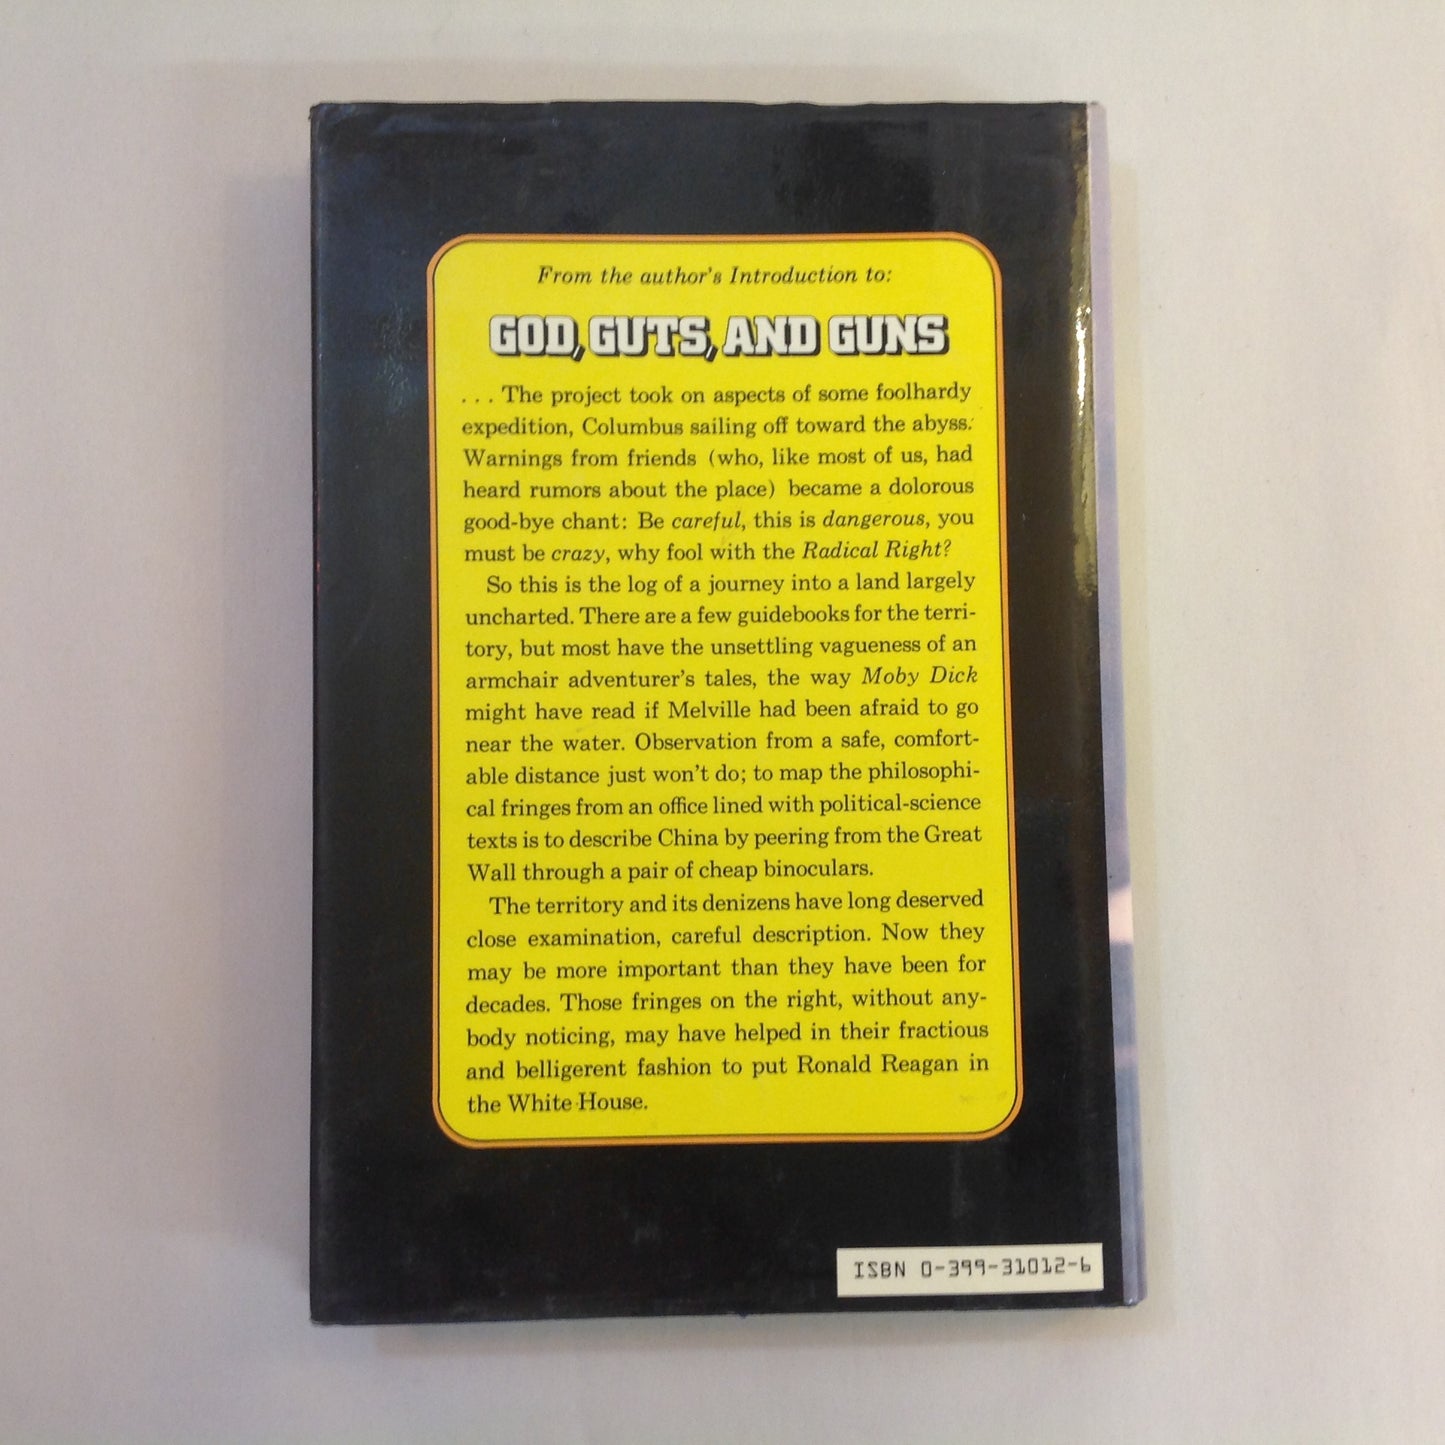 From the author's Introduction to:
GOD, GUTS, AND GUNS
. . . The project took on aspects of some foolhardy
expedition, Columbus sailing off toward the abyss.
Warnings from friends (who, like most of us, had
heard rumors about the place) became a dolorous
good-bye chant: Be careful, this is dangerous, you
must be crazy, why fool with the Radical Right?
So this is the log of a journey into a land largely
uncharted. There are a few guidebooks for the terri-
tory, but most have the unsettling vagueness of an
armchair adventurer's tales, the way Moby Dick
might have read if Melville had been afraid to go
near the water. Observation from a safe, comfort-
able distance just won't do; to map the philosophi-
cal fringes from an office lined with political-science
texts is to describe China by peering from the Great
Wall through a pair of cheap binoculars.
The territory and its denizens have long deserved
close examination, careful description. Now they
may be more important than they have been for
decades. Those fringes on the right, without any-
body noticing, may have helped in their fractious
and belligerent fashion to put Ronald Reagan in
the White House.
ISBN 0-399-31012-6